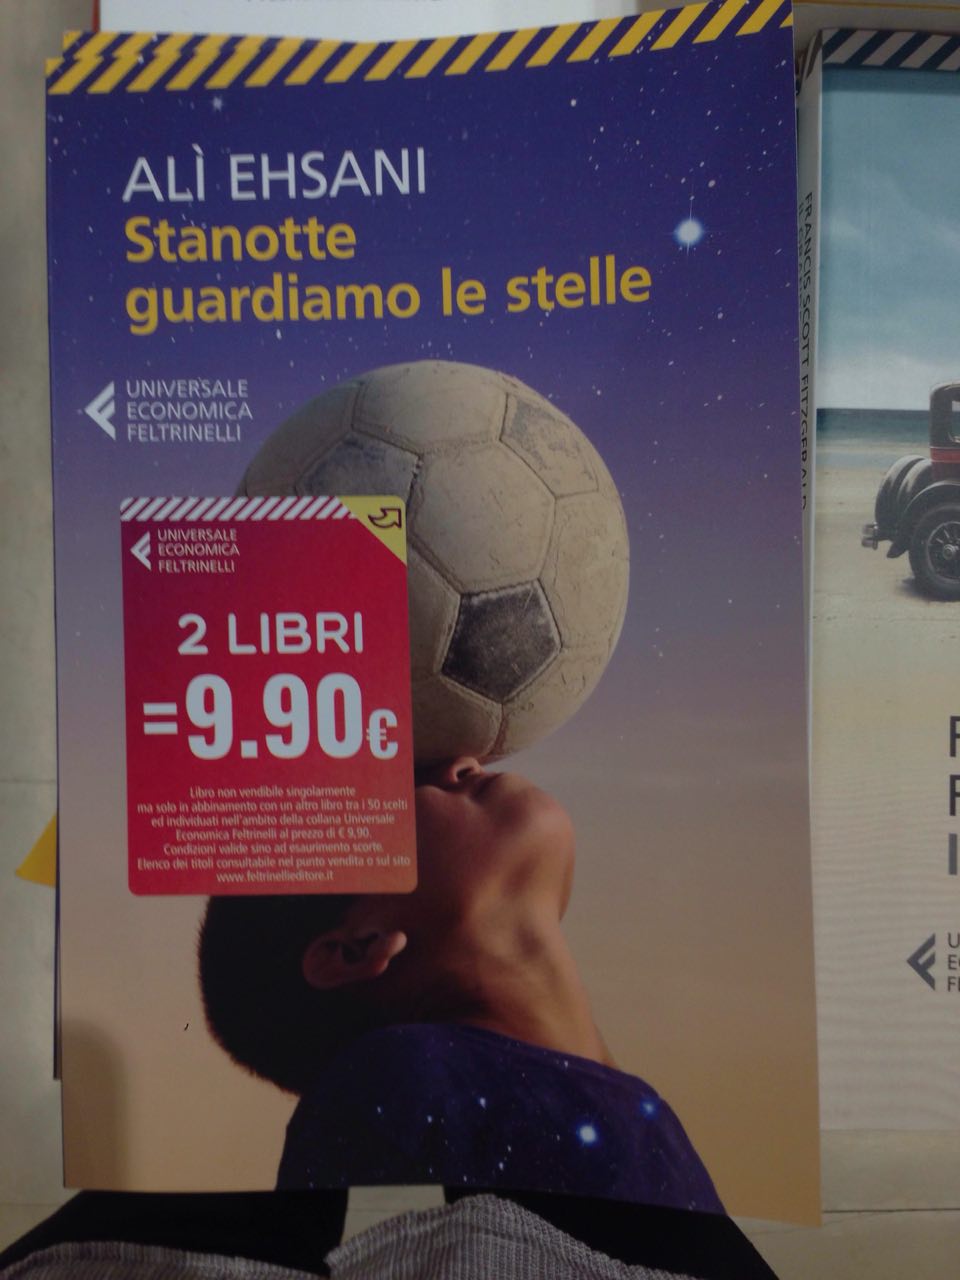 ALÌ EHSANI
Stanotte
guardiamo le stelle
UNIVERSALE
ECONOMICA
FELTRINELLI
UNIVERSALE
ECONOMICA
FELTRINELLI
2 LIBRI
=9.90€
Libro non vendibile singolarmente
ma solo in abbinamento con un altro libro tra i 50 scelti
ed individuati nell'ambito della collana Universale
Economica Feltrinelli al prezzo di € 9,90.
Condizioni valide sino ad esaurimento scorte.
Elenco dei titoli consultabile nel punto vendita o sul sito
www.feltrinellieditore.it
FRANCIS SCOTT FITZGERALD